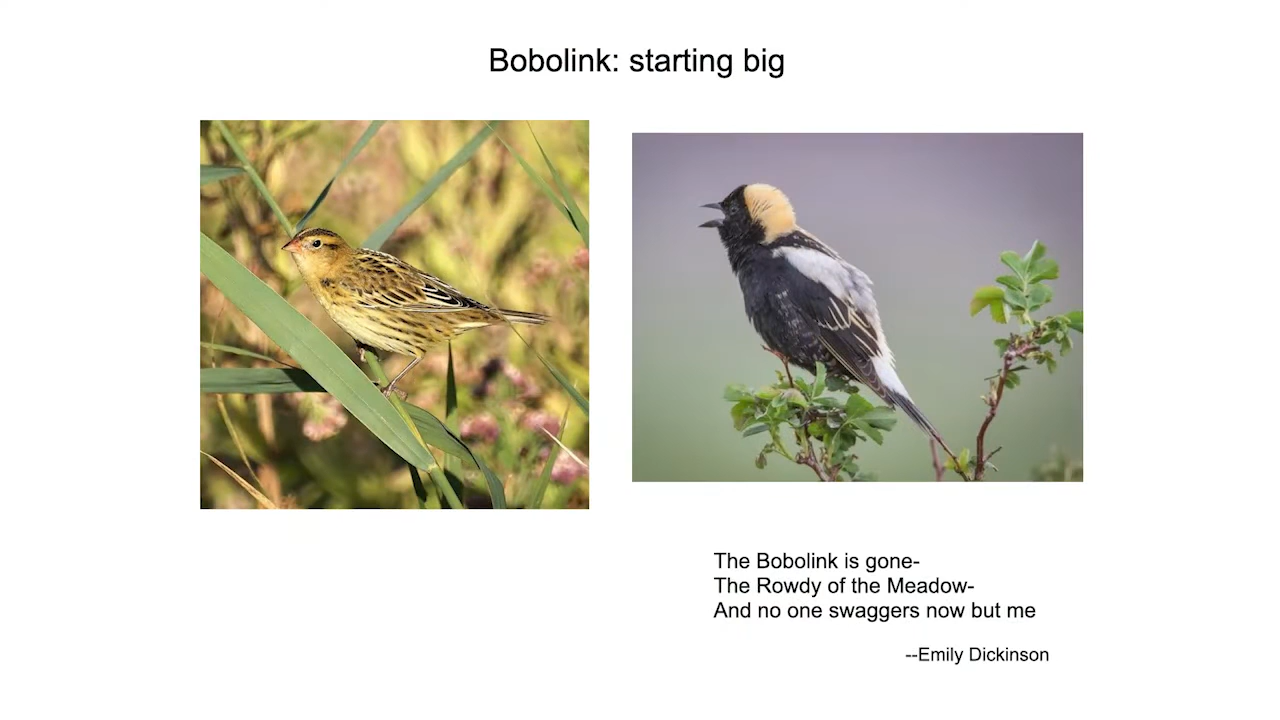 Bobolink: starting big
The Bobolink is gone-
The Rowdy of the Meadow-
And no one swaggers now but me
--Emily Dickinson